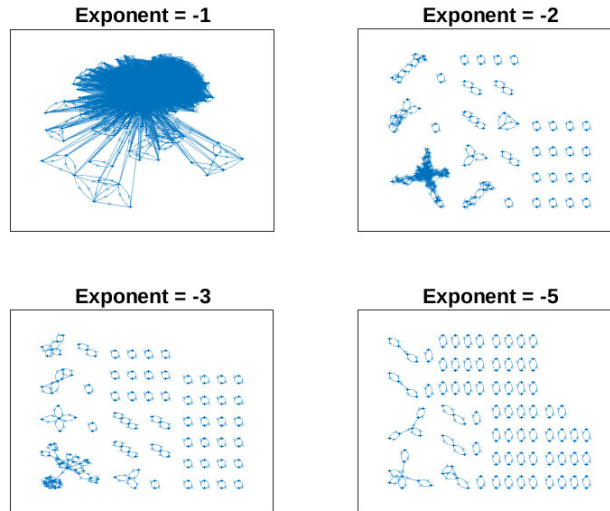 Exponent = -1
Exponent = -2
Exponent = -3
Exponent = -5